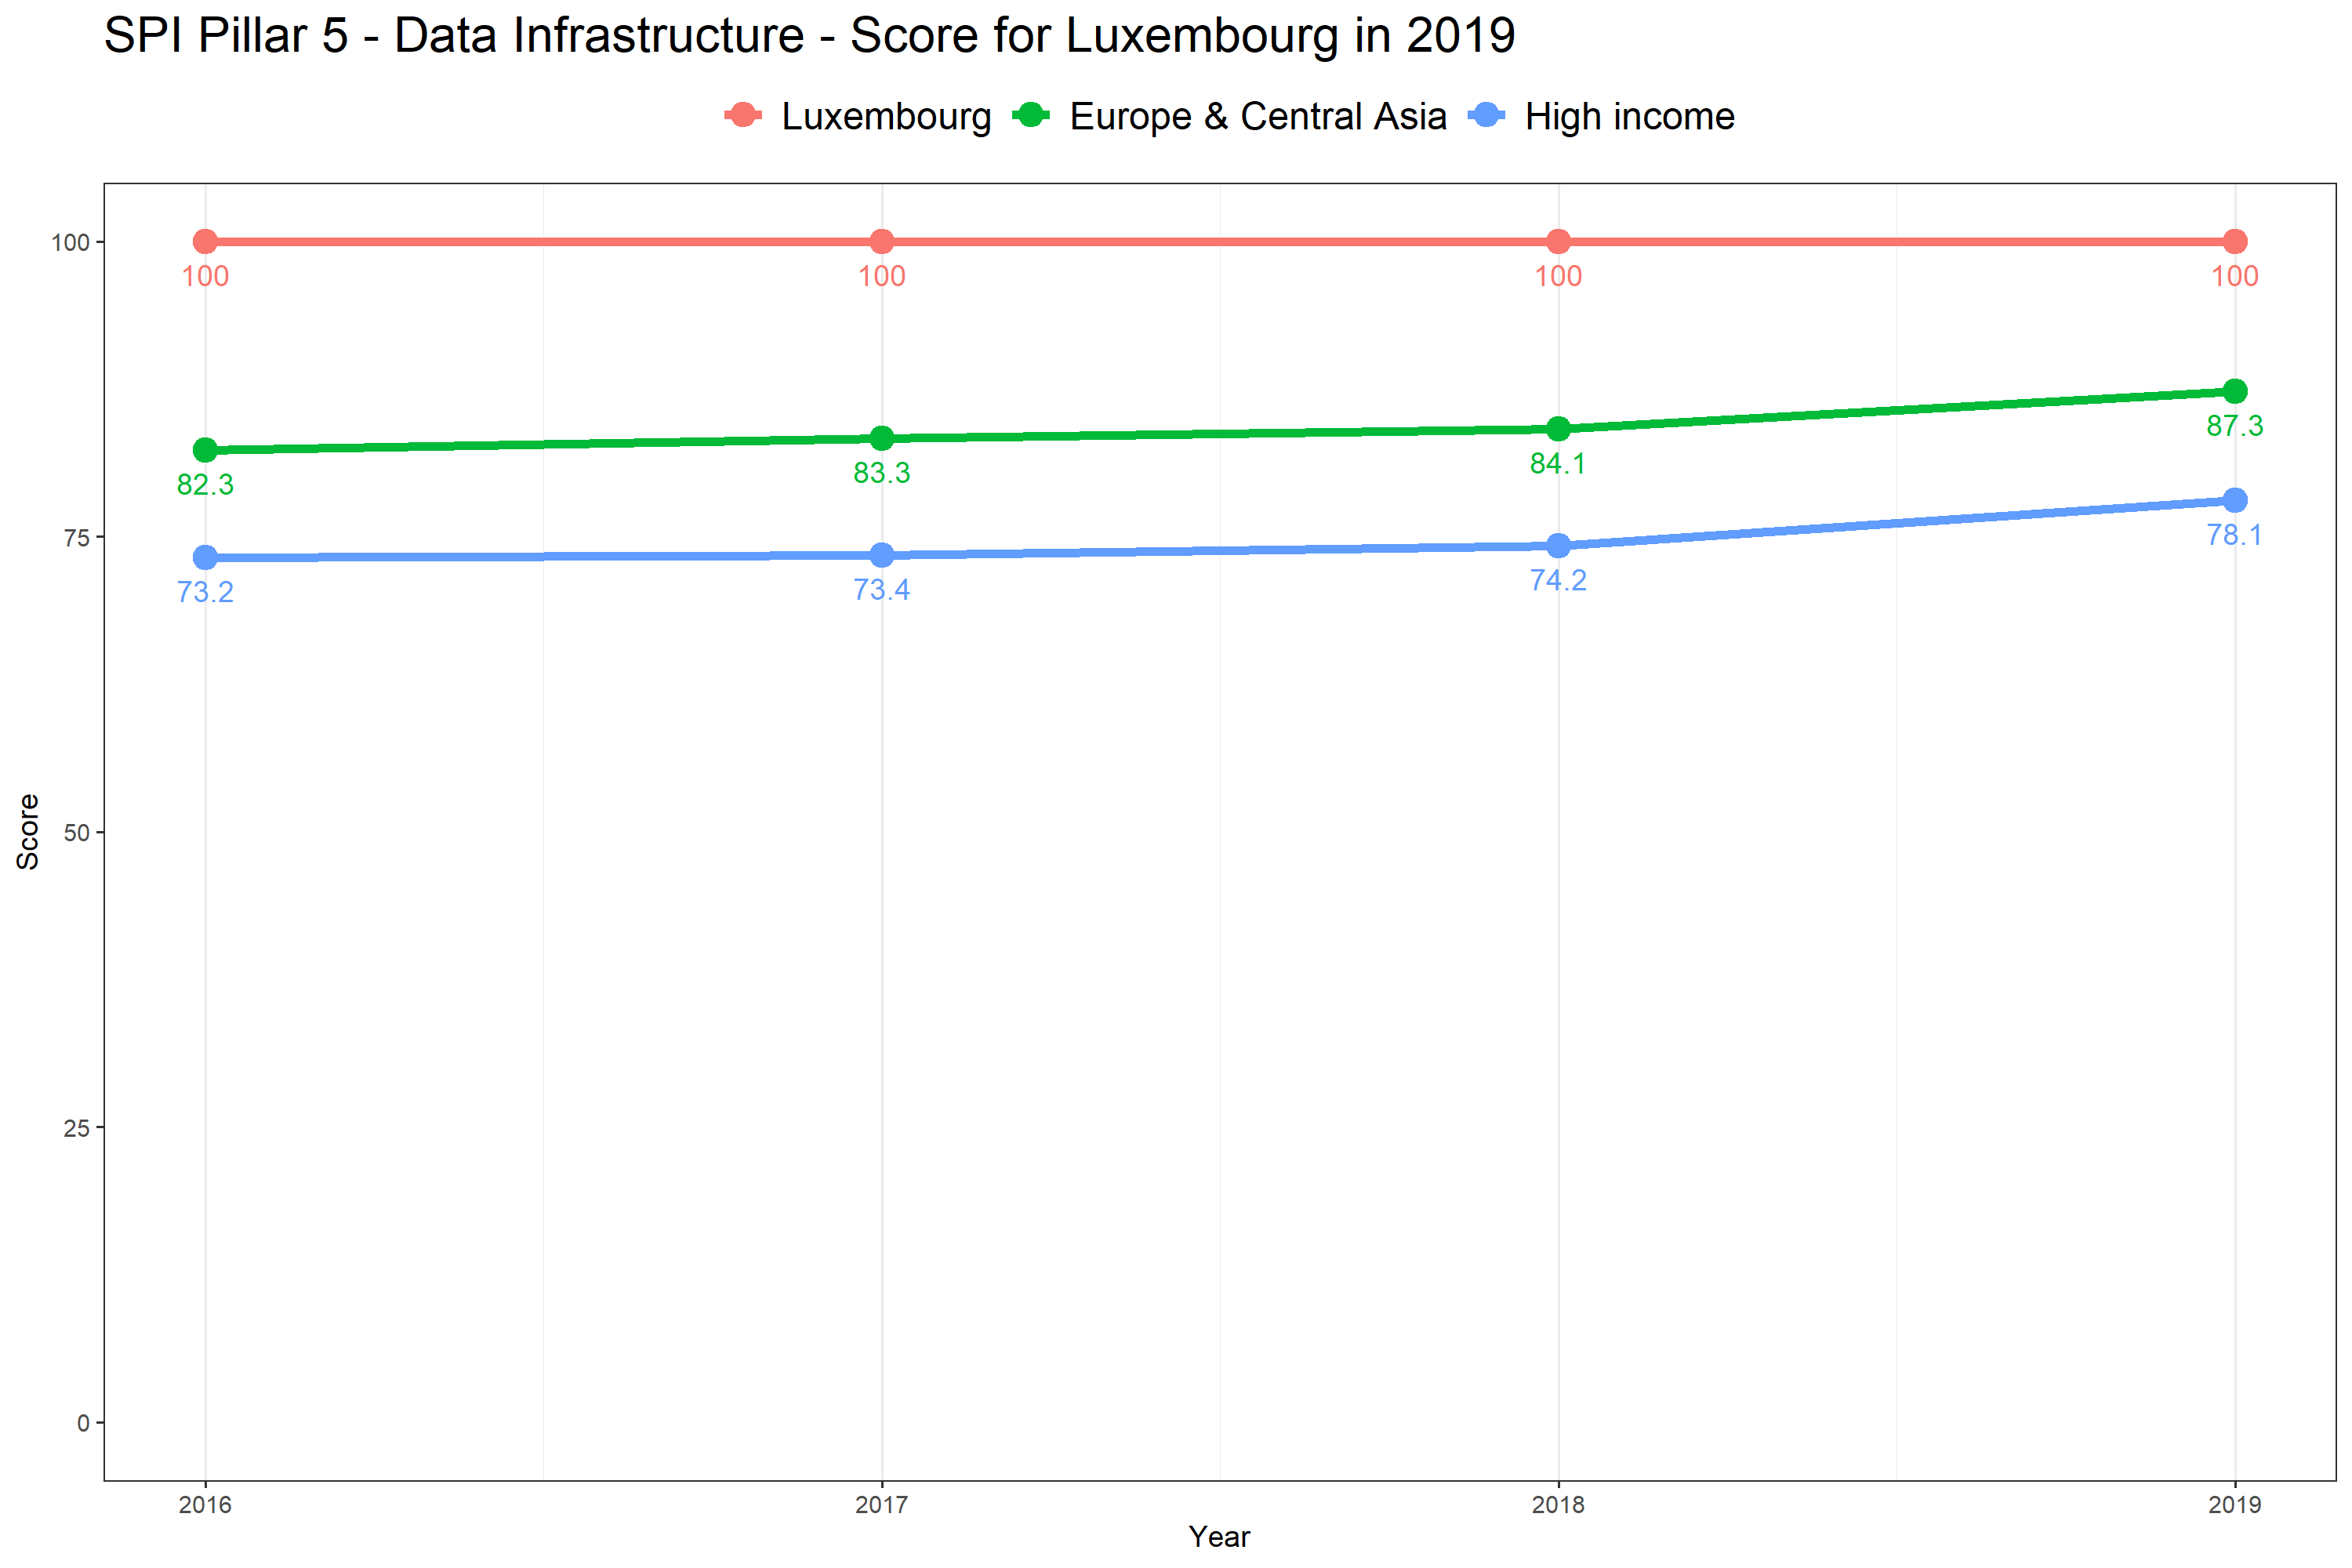 SPI Pillar 5 - Data Infrastructure - Score for Luxembourg in 2019
Luxembourg Europe & Central Asia High income
100
100 100 100 100
82.3 83.3 84.1 87.3
75
73.2 73.4 74.2 78.1
50
Score
25
0
2016 2017 2018 2019
Year